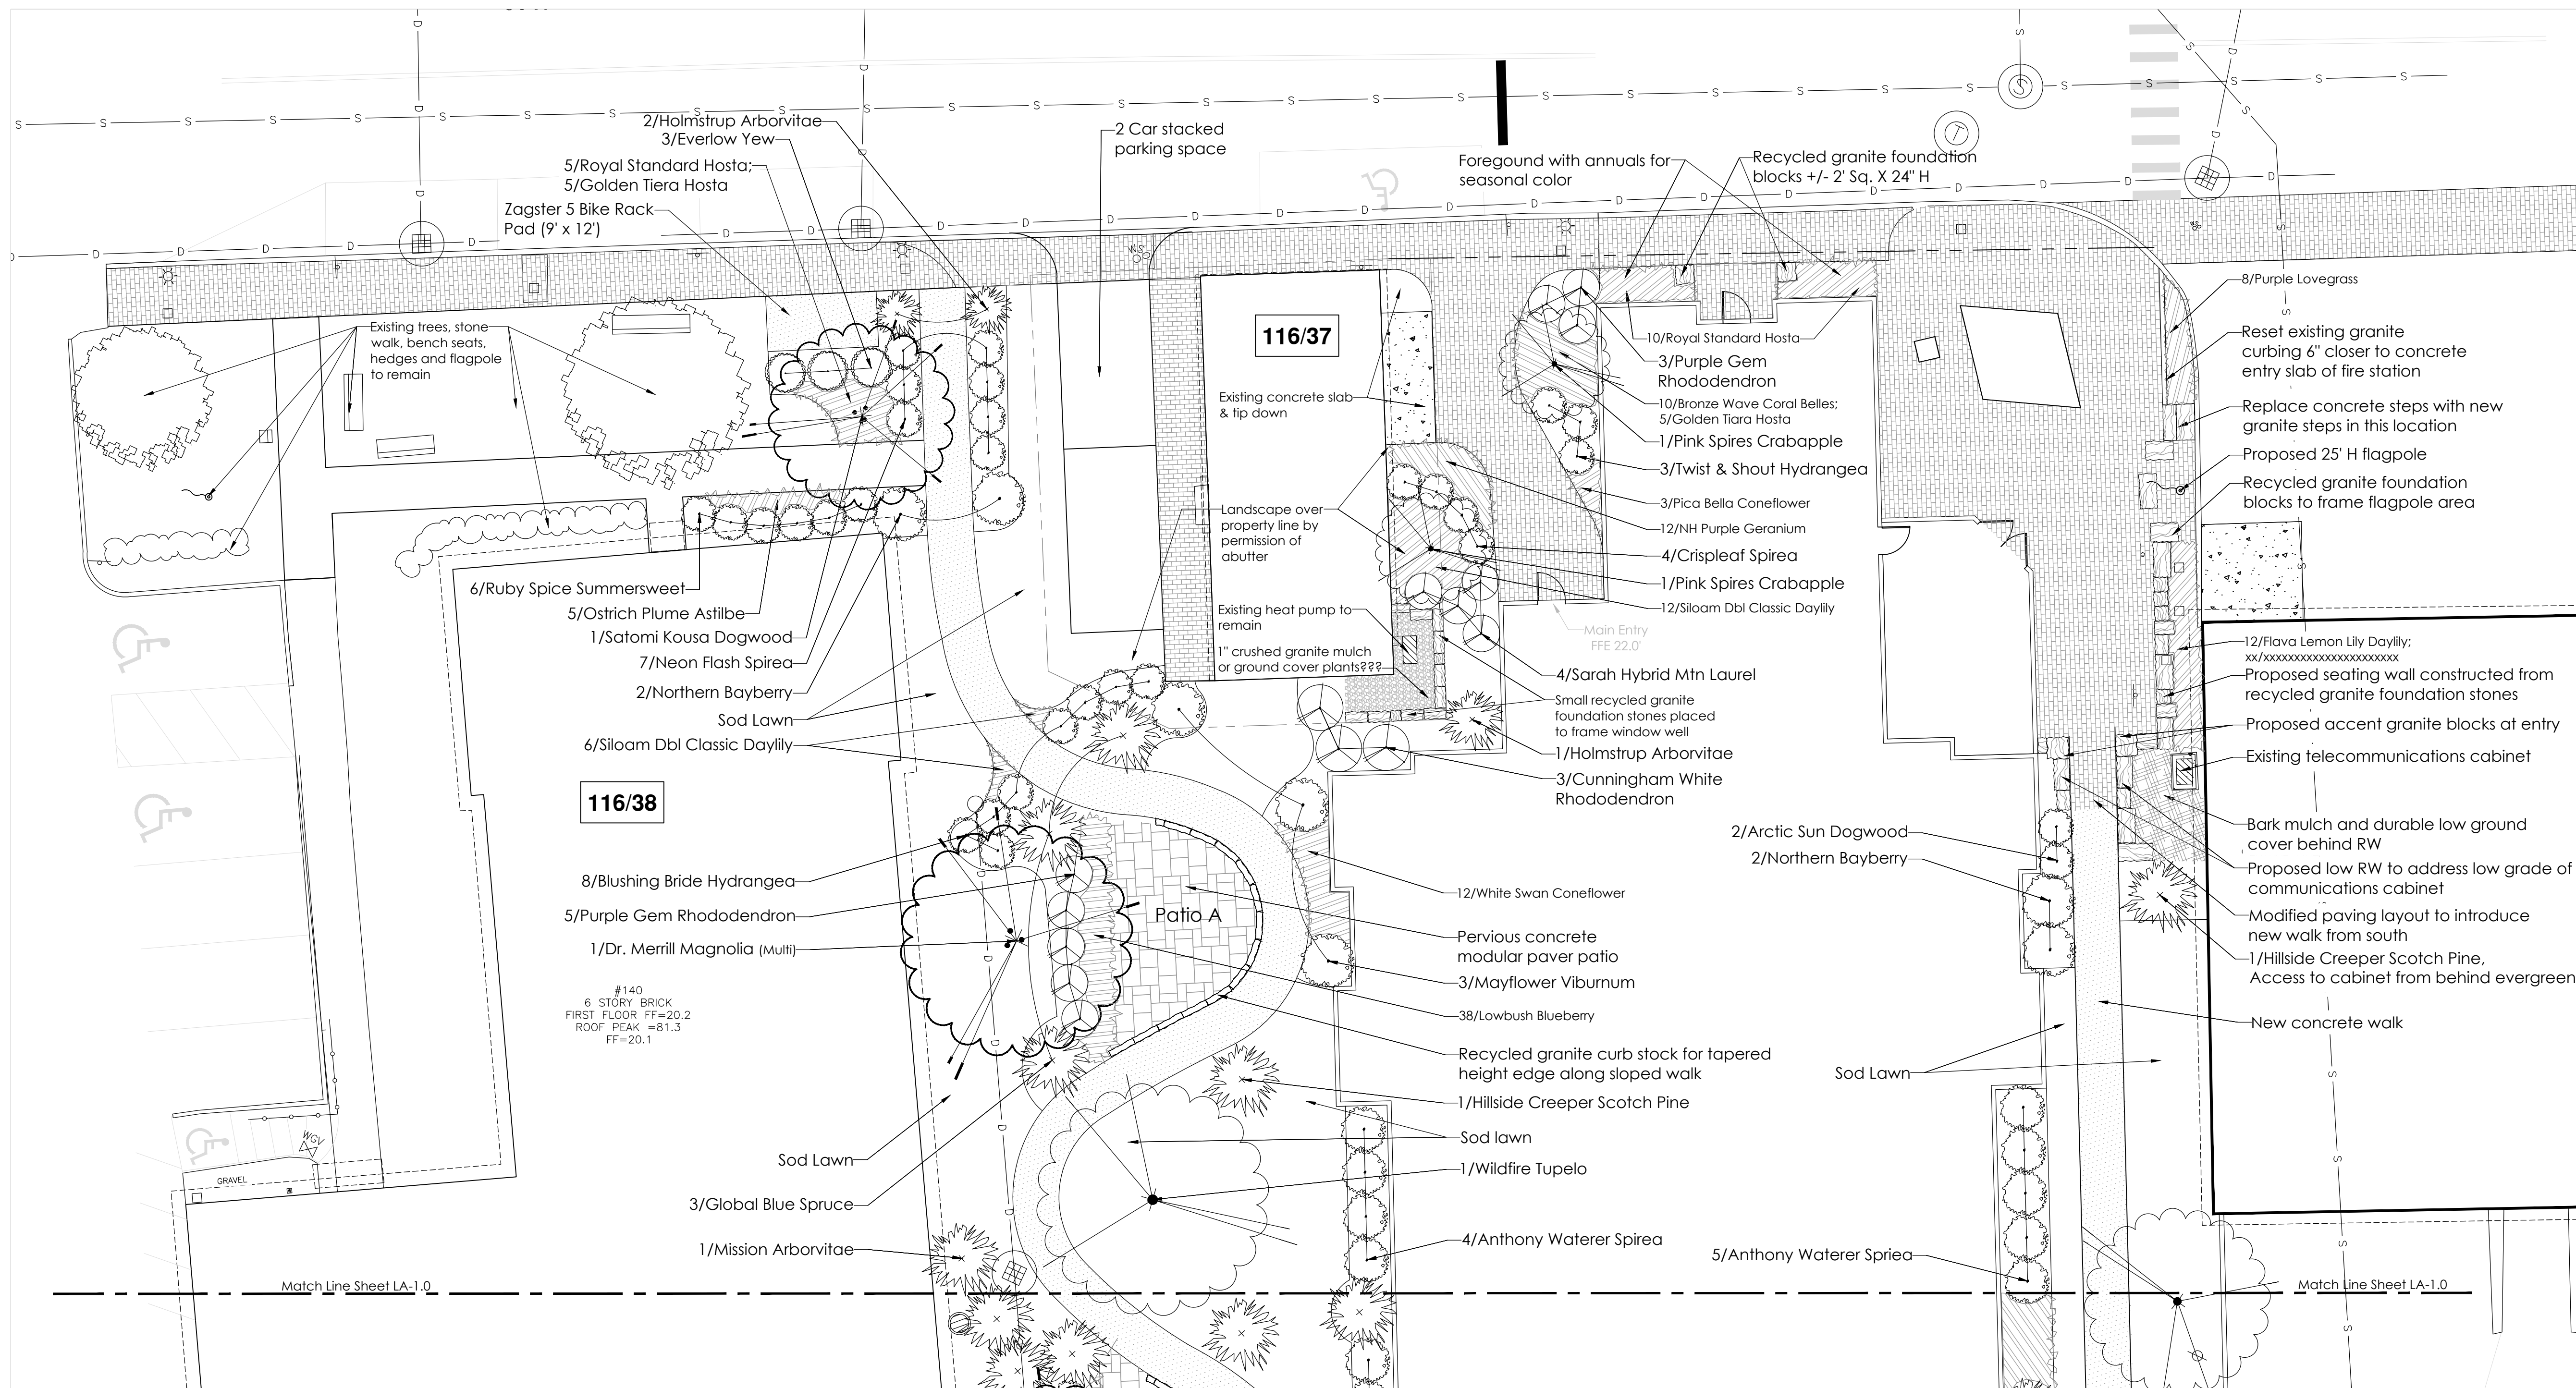 2/Holmstrup Arborvitae
3/Everlow Yew
5/Royal Standard Hosta;
5/Golden Tiera Hosta
Zagster 5 Bike Rack
Pad (9' x 12')
2 Car stacked
parking space
Foregound with annuals for
seasonal color
Recycled granite foundation
blocks +/- 2' Sq. X 24" H
S
T
WS
O
Existing trees, stone
walk, bench seats,
hedges and flagpole
to remain
116/37
Existing concrete slab
& tip down
Landscape over
property line by
permission of
abutter
Existing heat pump to
remain
1" crushed granite mulch
or ground cover plants???
10/Royal Standard Hosta
3/Purple Gem
Rhododendron
10/Bronze Wave Coral Belles;
5/Golden Tiara Hosta
1/Pink Spires Crabapple
3/Twist & Shout Hydrangea
3/Pica Bella Coneflower
12/NH Purple Geranium
4/Crispleaf Spirea
1/Pink Spires Crabapple
12/Siloam Dbl Classic Daylily
Main Entry
FFE 22.0'
4/Sarah Hybrid Mtn Laurel
Small recycled granite
foundation stones placed
to frame window well
1/Holmstrup Arborvitae
3/Cunningham White
Rhododendron
8/Purple Lovegrass
Reset existing granite
curbing 6" closer to concrete
entry slab of fire station
Replace concrete steps with new
granite steps in this location
Proposed 25' H flagpole
Recycled granite foundation
blocks to frame flagpole area
12/Flava Lemon Lily Daylily;
xx/xxxxxxxxxxxxxxxxxxxxxx
Proposed seating wall constructed from
recycled granite foundation stones
Proposed accent granite blocks at entry
Existing telecommunications cabinet
Bark mulch and durable low ground
cover behind RW
Proposed low RW to address low grade of
communications cabinet
Modified paving layout to introduce
new walk from south
1/Hillside Creeper Scotch Pine,
Access to cabinet from behind evergreen
New concrete walk
6/Ruby Spice Summersweet
5/Ostrich Plume Astilbe
1/Satomi Kousa Dogwood
7/Neon Flash Spirea
2/Northern Bayberry
Sod Lawn
6/Siloam Dbl Classic Daylily
116/38
8/Blushing Bride Hydrangea
5/Purple Gem Rhododendron
1/Dr. Merrill Magnolia (Multi)
#140
6 STORY BRICK
FIRST FLOOR FF=20.2
ROOF PEAK =81.3
FF=20.1
Patio A
12/White Swan Coneflower
Pervious concrete
modular paver patio
3/Mayflower Viburnum
38/Lowbush Blueberry
Recycled granite curb stock for tapered
height edge along sloped walk
1/Hillside Creeper Scotch Pine
Sod lawn
1/Wildfire Tupelo
4/Anthony Waterer Spirea
2/Arctic Sun Dogwood
2/Northern Bayberry
Sod Lawn
5/Anthony Waterer Spriea
Sod Lawn
3/Global Blue Spruce
1/Mission Arborvitae
WGV
GRAVEL
Match Line Sheet LA-1.0
Match Line Sheet LA-1.0